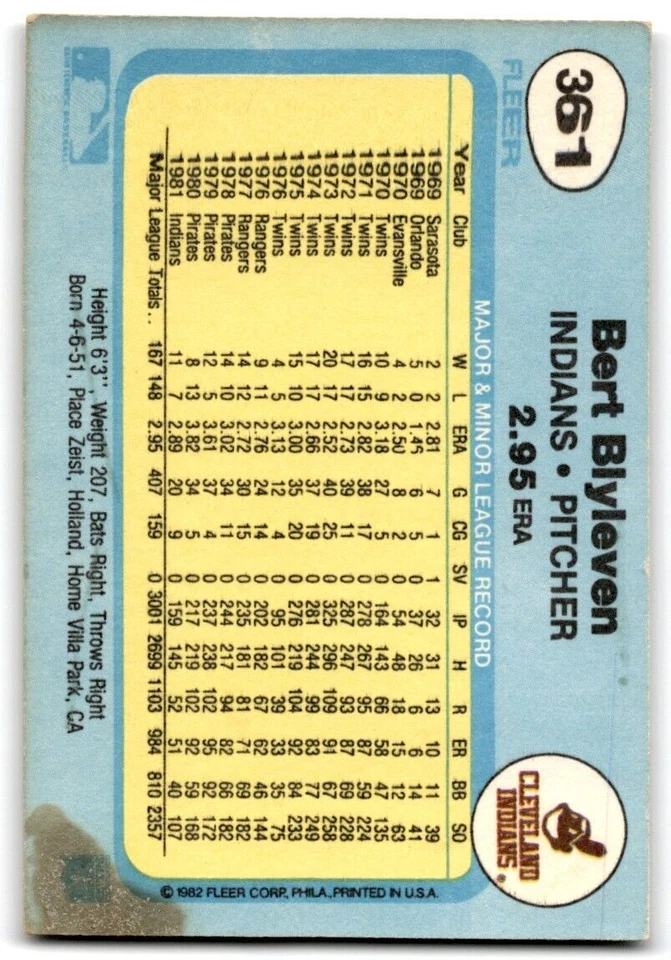 361
FLEER
Bert Blyleven
INDIANS • PITCHER
2.95 ERA
CLEVELAND
INDIANS®
MAJOR & MINOR LEAGUE RECORD
Year Club W L ERA G CG SV IP H R ER BB SO
1969 Sarasota 2 2 2.81 7 1 1 32 31 13 10 11 39
1969 Orlando 5 0 1.45 6 5 0 37 26 6 6 14 41
1970 Evansville 4 2 2.50 8 2 0 54 48 18 15 12 63
1970 Twins 10 9 3.18 27 5 0 164 143 66 58 47 135
1971 Twins 16 15 2.82 38 17 0 278 267 95 87 59 224
1972 Twins 17 17 2.73 39 11 0 287 247 93 87 69 228
1973 Twins 20 17 2.52 40 25 0 325 296 109 91 67 258
1974 Twins 17 17 2.66 37 19 0 281 244 99 83 77 249
1975 Twins 15 10 3.00 35 20 0 276 219 104 92 84 233
1976 Twins 4 5 3.13 12 4 0 95 101 39 33 35 75
1976 Rangers 9 11 2.76 24 14 0 202 182 67 62 46 144
1977 Rangers 14 12 2.72 30 15 0 235 181 81 71 69 182
1978 Pirates 14 10 3.02 34 11 0 244 217 94 82 66 182
1979 Pirates 12 5 3.61 37 4 0 237 238 102 95 92 172
1980 Pirates 8 13 3.82 34 5 0 217 219 102 92 59 168
1981 Indians 11 7 2.89 20 9 0 159 145 52 51 40 107
Major League Totals . . 167 148 2.95 407 159 0 3061 2699 1103 984 810 2357
© 1982 FLEER CORP., PHILA., PRINTED IN U.S.A.
Height 6'3", Weight 207, Bats Right, Throws Right
Born 4-6-51, Place Zeist, Holland, Home Villa Park, CA